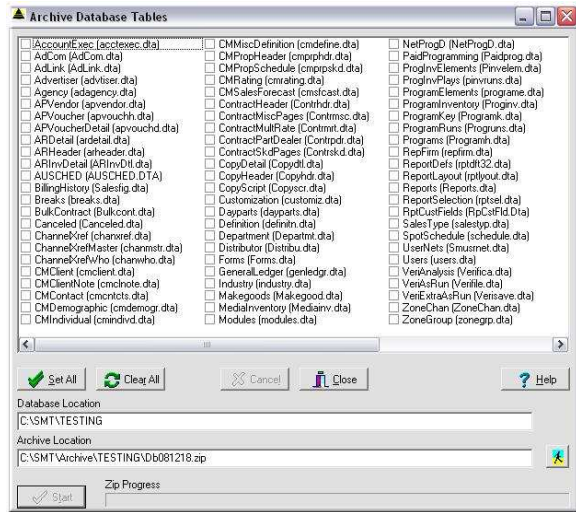 Archive Database Tables
AccountExec (acctexec.dta)
AdCom (AdCom.dta)
AdLink (AdLink.dta)
Advertiser (advtiser.dta)
Agency (adagency.dta)
APVendor (apvendor.dta)
APVoucher (apvouchh.dta)
APVoucherDetail (apvouchd.dta)
ARDetail (ardetail.dta)
ARHeader (arheader.dta)
ARInvDetail (ARInvDtl.dta)
AUSCHED (AUSCHED.DTA)
BillingHistory (Salesfig.dta)
Breaks (breaks.dta)
BulkContract (Bulkcont.dta)
Canceled (Canceled.dta)
ChannelXref (chanxref.dta)
ChannelXrefMaster (chanmstr.dta)
ChannelXrefWho (chanwho.dta)
CMClient (cmclient.dta)
CMClientNote (cmclnote.dta)
CMContact (cmcntcts.dta)
CMDemographic (cmdemogr.dta)
CMIndividual (cmindivd.dta)
CMMiscDefinition (cmdefine.dta)
CMPropHeader (cmprphdr.dta)
CMPropSchedule (cmprpskd.dta)
CMRating (cmrating.dta)
CMSalesForecast (cmsfcast.dta)
ContractHeader (Contrhdr.dta)
ContractMiscPages (Contrmsc.dta)
ContractMultRate (Contrmrt.dta)
ContractPartDealer (Contrpdr.dta)
ContractSkdPages (Contrskd.dta)
CopyDetail (Copydtl.dta)
CopyHeader (Copyhdr.dta)
CopyScript (Copyscr.dta)
Customization (customiz.dta)
Dayparts (dayparts.dta)
Definition (definitn.dta)
Department (Departmt.dta)
Distributor (Distribu.dta)
Forms (Forms.dta)
GeneralLedger (genledgr.dta)
Industry (industry.dta)
Makegoods (Makegood.dta)
MediaInventory (Mediainv.dta)
Modules (modules.dta)
NetProgD (NetProgD.dta)
PaidProgramming (Paidprog.dta)
ProgInvElements (Pinvelem.dta)
ProgInvPlays (pinvruns.dta)
ProgramElements (programe.dta)
ProgramInventory (Proginv.dta)
ProgramKey (Programk.dta)
ProgramRuns (Progruns.dta)
Programs (Programh.dta)
RepFirm (repfirm.dta)
ReportDefs (rptdft32.dta)
ReportLayout (rptlyout.dta)
Reports (Reports.dta)
ReportSelection (rptsel.dta)
RptCustFields (RpCstFld.Dta)
SalesType (salestyp.dta)
SpotSchedule (schedule.dta)
UserNets (Smusrnet.dta)
Users (users.dta)
VeriAnalysis (Verifica.dta)
VeriAsRun (Verifile.dta)
VeriExtraAsRun (Verisave.dta)
ZoneChan (ZoneChan.dta)
ZoneGroup (zonegrp.dta)
Set All Clear All Cancel Close ? Help
Database Location
C:\SMT\TESTING
Archive Location
C:\SMT\Archive\TESTING\Db081218.zip
Zip Progress
Start